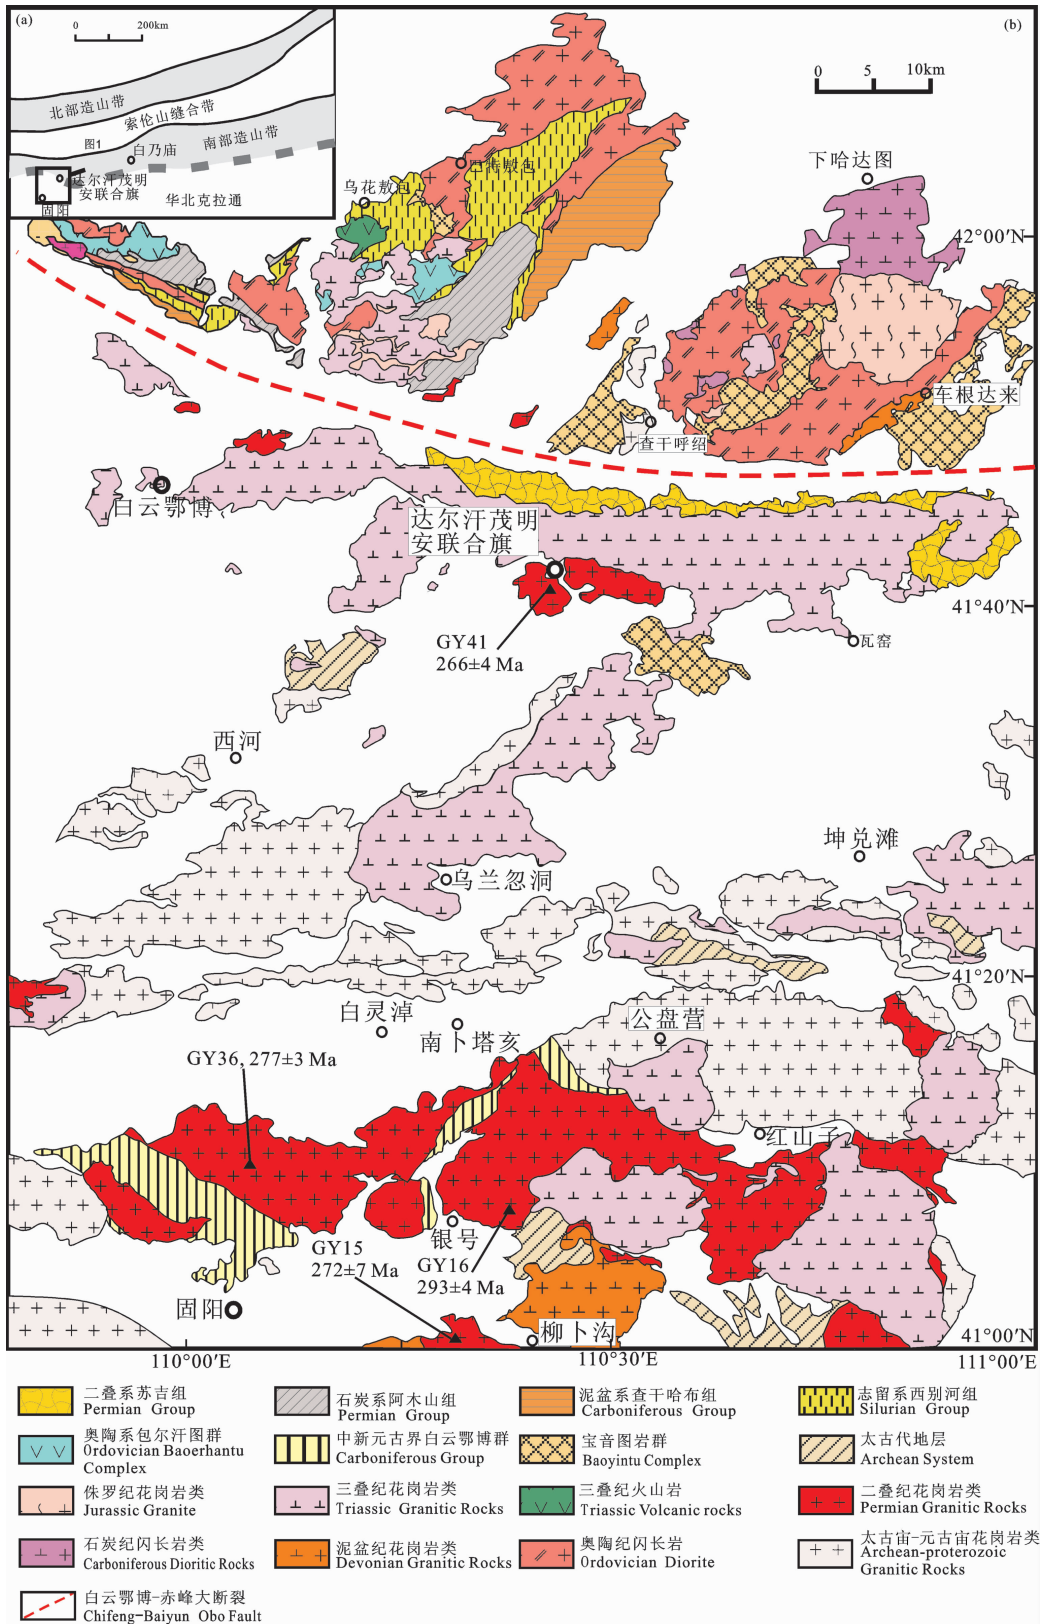 (a)
0
200km
北部造山带
索伦山缝合带
图1
白乃庙
南部造山带
达尔汗茂明
安联合旗
固阳
华北克拉通
(b)
0
5
10km
巴特敖包
乌花敖包
下哈达图
42°00′N
车根达来
查干呼绍
白云鄂博
达尔汗茂明
安联合旗
41°40′N
GY41
266±4 Ma
瓦窑
西河
坤兑滩
乌兰忽洞
41°20′N
白灵淖
南卜塔亥
公盘营
GY36, 277±3 Ma
红山子
银号
GY15
272±7 Ma
GY16
293±4 Ma
固阳
柳卜沟
41°00′N
110°00′E
110°30′E
111°00′E
二叠系苏吉组
Permian Group
石炭系阿木山组
Permian Group
泥盆系查干哈布组
Carboniferous Group
志留系西别河组
Silurian Group
奥陶系包尔汗图群
Ordovician Baoerhantu
Complex
中新元古界白云鄂博群
Carboniferous Group
宝音图岩群
Baoyintu Complex
太古代地层
Archean System
侏罗纪花岗岩类
Jurassic Granite
三叠纪花岗岩类
Triassic Granitic Rocks
三叠纪火山岩
Triassic Volcanic rocks
二叠纪花岗岩类
Permian Granitic Rocks
石炭纪闪长岩类
Carboniferous Dioritic Rocks
泥盆纪花岗岩类
Devonian Granitic Rocks
奥陶纪闪长岩
Ordovician Diorite
太古宙-元古宙花岗岩类
Archean-proterozoic
Granitic Rocks
白云鄂博-赤峰大断裂
Chifeng-Baiyun Obo Fault